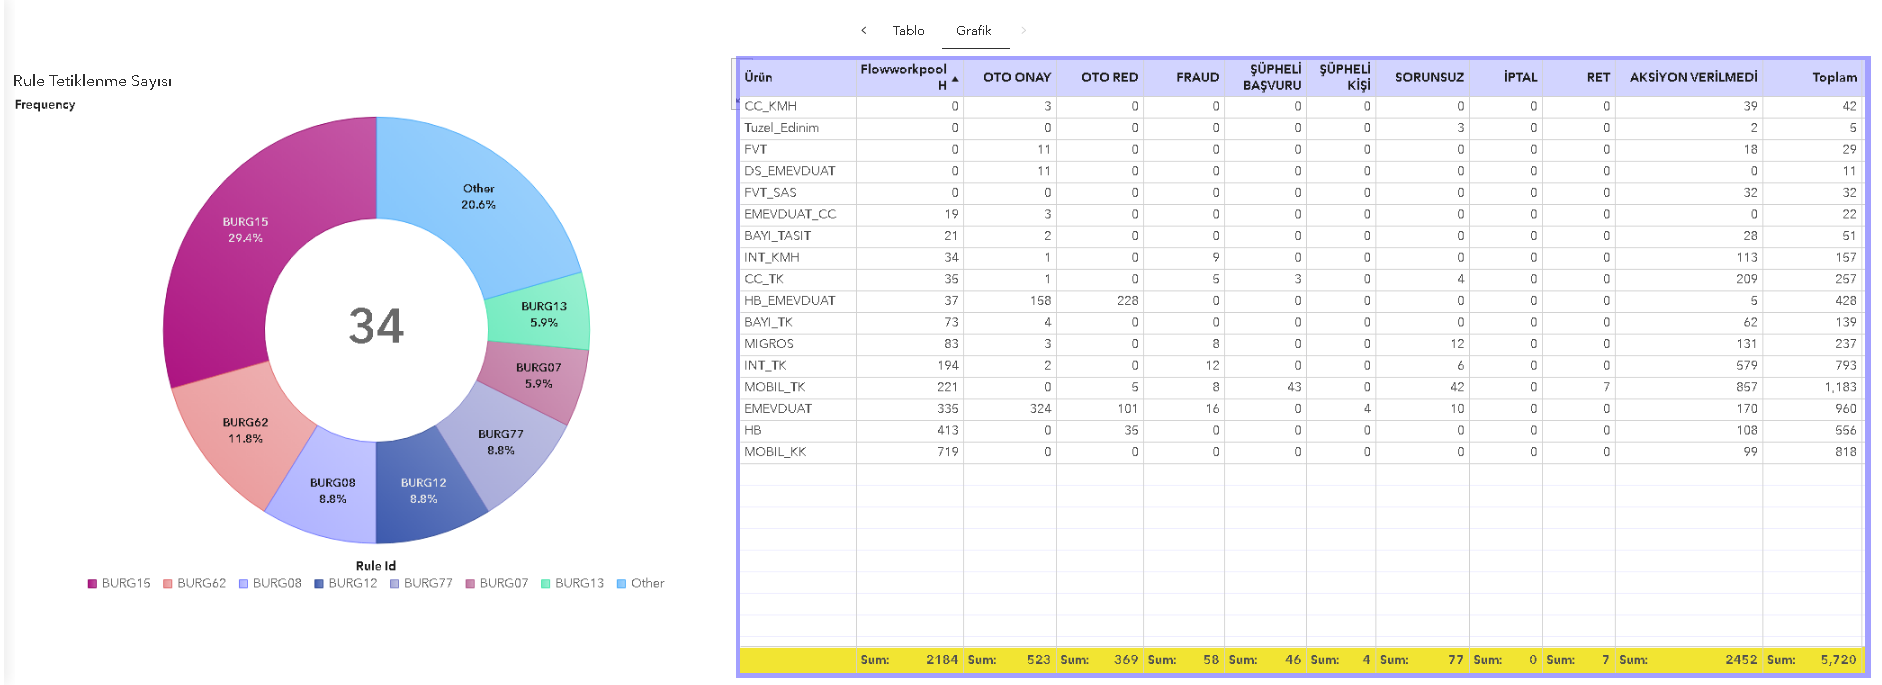 Tablo Grafik
Rule Tetiklenme Sayısı
Frequency
Other
20.6%
BURG15
29.4%
BURG13
5.9%
34
BURG07
5.9%
BURG62
11.8%
BURG77
8.8%
BURG08
8.8%
BURG12
8.8%
Rule Id
BURG15 BURG62 BURG08 BURG12 BURG77 BURG07 BURG13 Other
Ürün Flowworkpool H OTO ONAY OTO RED FRAUD ŞÜPHELİ BAŞVURU ŞÜPHELİ KİŞİ SORUNSUZ İPTAL RET AKSİYON VERİLMEDİ Toplam
CC_KMH 0 3 0 0 0 0 0 0 0 39 42
Tuzel_Edinim 0 0 0 0 0 0 3 0 0 2 5
FVT 0 11 0 0 0 0 0 0 0 18 29
DS_EMEVDUAT 0 11 0 0 0 0 0 0 0 0 11
FVT_SAS 0 0 0 0 0 0 0 0 0 32 32
EMEVDUAT_CC 19 3 0 0 0 0 0 0 0 0 22
BAYI_TASIT 21 2 0 0 0 0 0 0 0 28 51
INT_KMH 34 1 0 9 0 0 0 0 0 113 157
CC_TK 35 1 0 5 3 0 4 0 0 209 257
HB_EMEVDUAT 37 158 228 0 0 0 0 0 0 5 428
BAYI_TK 73 4 0 0 0 0 0 0 0 62 139
MIGROS 83 3 0 8 0 0 12 0 0 131 237
INT_TK 194 2 0 12 0 0 6 0 0 579 793
MOBIL_TK 221 0 5 8 43 0 42 0 7 857 1,183
EMEVDUAT 335 324 101 16 0 4 10 0 0 170 960
HB 413 0 35 0 0 0 0 0 0 108 556
MOBIL_KK 719 0 0 0 0 0 0 0 0 99 818
Sum: 2184 Sum: 523 Sum: 369 Sum: 58 Sum: 46 Sum: 4 Sum: 77 Sum: 0 Sum: 7 Sum: 2452 Sum: 5,720